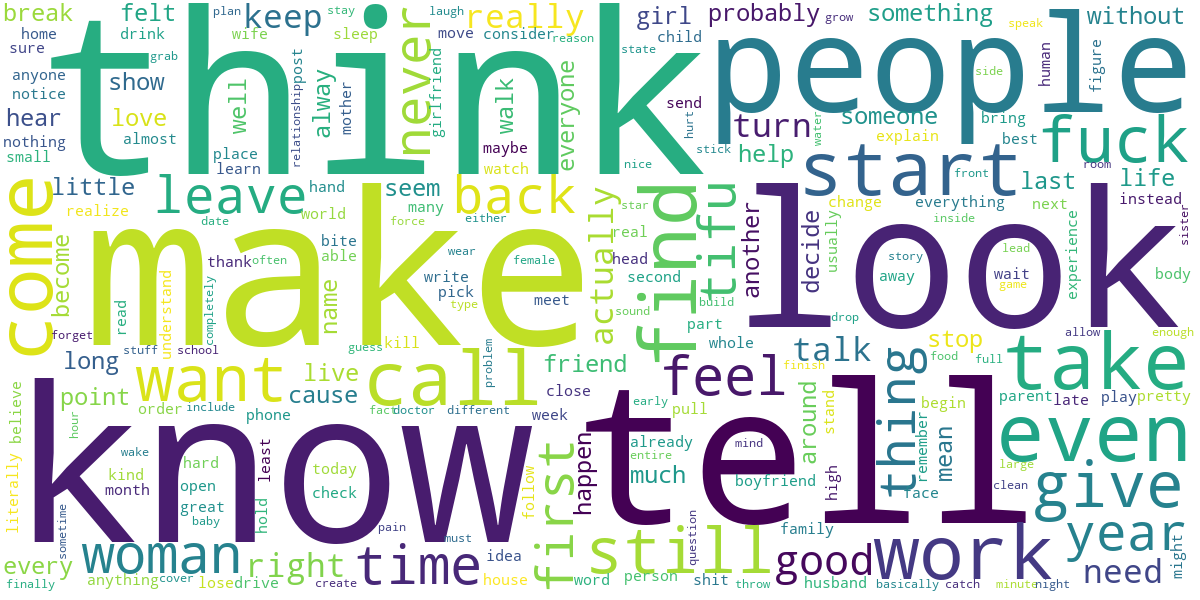 think
people
make
look
know
tell
break
plan
stay
felt
keep
laugh
really
girl
probably
grow
something
without
home
sure
drink
wife
sleep
move
consider
reason
child
speak
grab
anyone
notice
show
relationshippost
alway
mother
never
girlfriend
walk
well
everyone
state
send
hurt
side
human
figure
hear
nothing
small
love
almost
place
learn
maybe
watch
nice
stick
turn
help
water
someone
explain
bring
best
fuck
room
come
little
realize
leave
hand
world
date
seem
many
force
back
either
start
front
last
life
next
instead
become
bite
able
thank
often
wear
female
write
pick
type
meet
actually
star
real
head
second
sound
find
tifu
build
part
whole
another
decide
change
usually
everything
inside
story
away
lead
wait
game
experience
body
sister
drop
allow
enough
forget
read
stuff
understand
school
completely
name
guess
kill
long
want
live
cause
call
problem
friend
close
feel
talk
finish
stop
food
full
take
point
order
include
phone
fact
doctor
different
week
early
pull
around
stand
thing
begin
remember
mean
parent
late
play
pretty
even
literally believe
hour
wake
kind
month
hard
open
great
baby
least
hold
today
check
follow
first
happen
already
entire
much
mind
boyfriend
high
face
large
clean
give
sometime
pain
must
time
idea
house
still
question
family
good
work
year
might
every
finally
woman
anything
cover
right
lose
drive
create
word
person
shit
throw
husband
basically
catch
minute
night
need